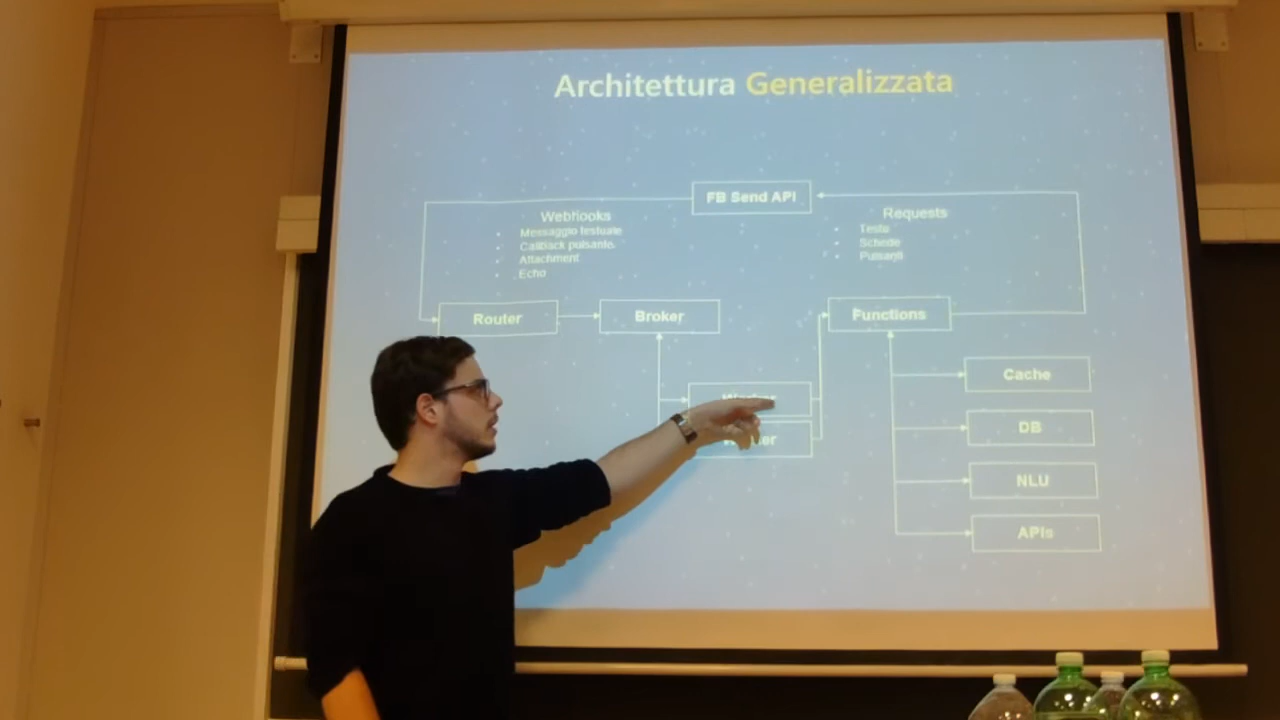 Architettura Generalizzata
FB Send API
Webhooks
Messaggio testuale
Callback pulsante
Attachment
Echo
Requests
Testo
Schede
Pulsanti
Router
Broker
Functions
Cache
DB
NLU
APIs